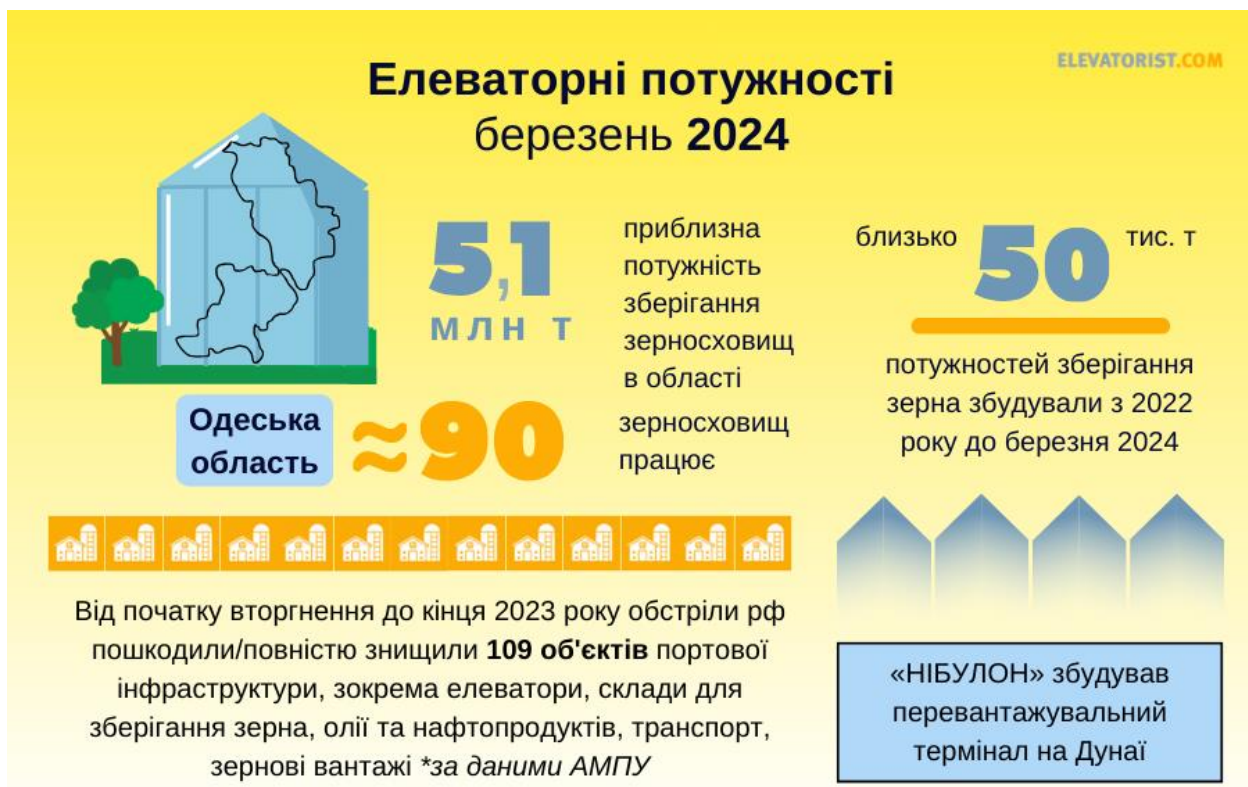 ELEVATORIST.COM
Елеваторні потужності
березень 2024
5,1
млн т
приблизна
потужність
зберігання
зерносховищ
в області
Одеська
область
≈90
зерносховищ
працює
близько 50 тис. т
потужностей зберігання
зерна збудували з 2022
року до березня 2024
Від початку вторгнення до кінця 2023 року обстріли рф
пошкодили/повністю знищили 109 об'єктів портової
інфраструктури, зокрема елеватори, склади для
зберігання зерна, олії та нафтопродуктів, транспорт,
зернові вантажі *за даними АМПУ
«НІБУЛОН» збудував
перевантажувальний
термінал на Дунаї